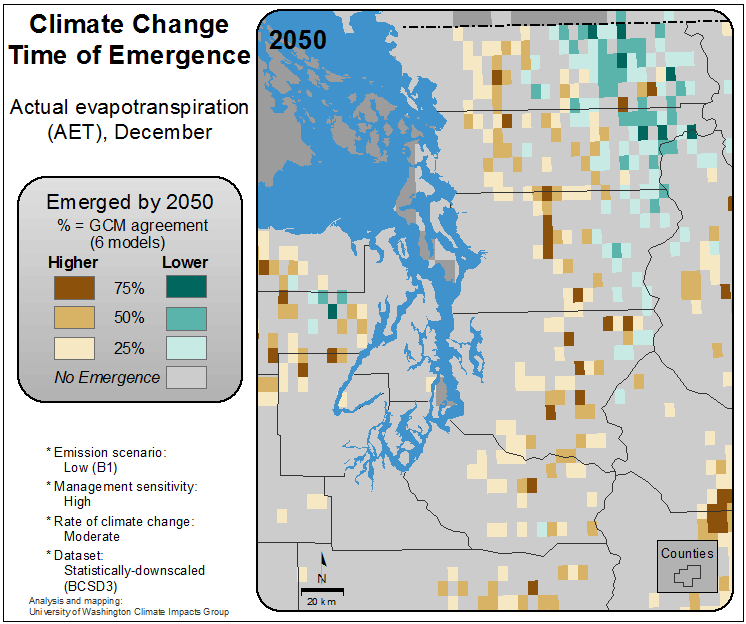 Climate Change
Time of Emergence
Actual evapotranspiration
(AET), December
Emerged by 2050
% = GCM agreement
(6 models)
Higher Lower
75%
50%
25%
No Emergence
* Emission scenario:
Low (B1)
* Management sensitivity:
High
* Rate of climate change:
Moderate
* Dataset:
Statistically-downscaled
(BCSD3)
Analysis and mapping:
University of Washington Climate Impacts Group
2050
N
20 km
Counties